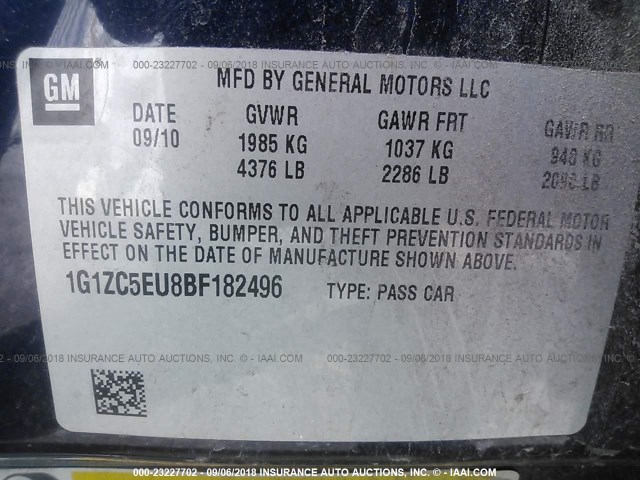 000-23227702 - 09/06/2018 INSURANCE AUTO AUCTIONS, INC. © - IAAI.COM
GM
MFD BY GENERAL MOTORS LLC
DATE GVWR GAWR FRT GAWR RR
09/10 1985 KG 1037 KG 948 KG
4376 LB 2286 LB LB
THIS VEHICLE CONFORMS TO ALL APPLICABLE U.S. FEDERAL MOTOR
VEHICLE SAFETY, BUMPER, AND THEFT PREVENTION STANDARDS IN
EFFECT ON THE DATE OF MANUFACTURE SHOWN ABOVE.
1G1ZC5EU8BF182496 TYPE: PASS CAR
000-23227702 - 09/06/2018 INSURANCE AUTO AUCTIONS, INC. © - IAAI.COM
000-23227702 - 09/06/2018 INSURANCE AUTO AUCTIONS, INC. © - IAAI.COM